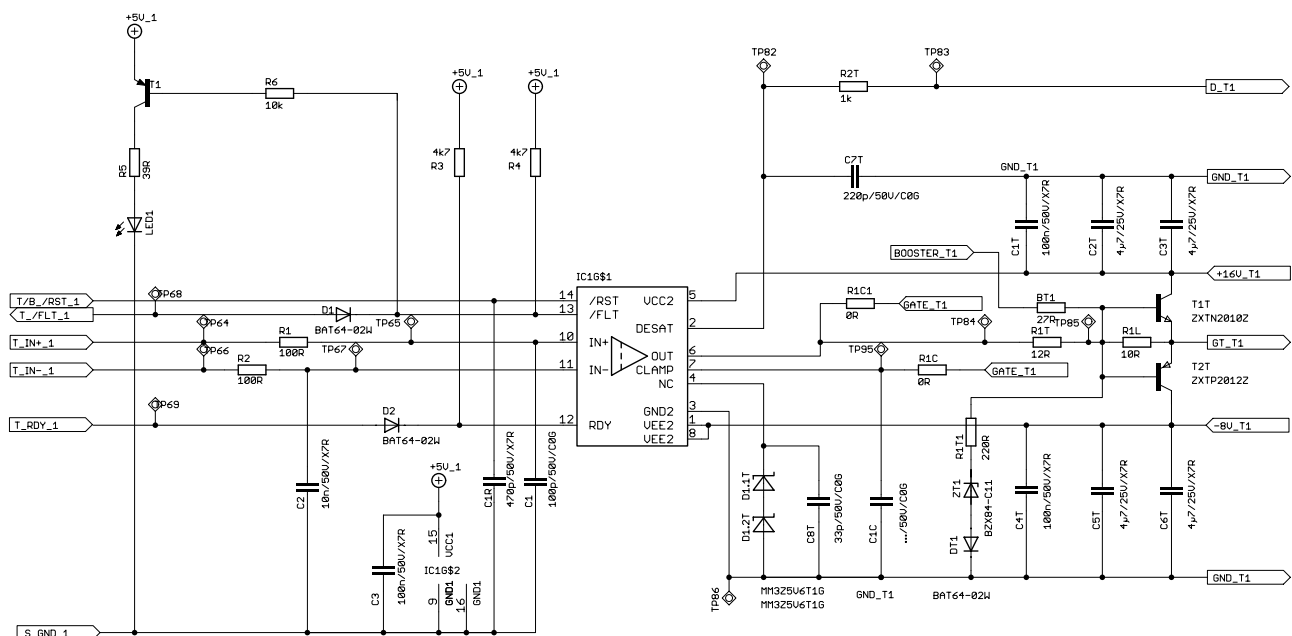 +5V_1
T1
R6
10k
+5V_1
+5V_1
TP82
TP83
R2T
1k
D_T1
R5
39R
4k7
R3
4k7
R4
C7T
220p/50V/C0G
GND_T1
GND_T1
LED1
C1T
100n/50V/X7R
C2T
4µ7/25V/X7R
C3T
4µ7/25V/X7R
BOOSTER_T1
+16V_T1
IC1G$1
T/B_/RST_1
T_/FLT_1
TP68
D1
BAT64-02W
14
/RST
13
/FLT
VCC2
5
R1C1
0R
GATE_T1
BT1
27R
T1T
ZXTN2010Z
TP64
TP65
DESAT
2
TP84
TP85
T_IN+_1
R1
100R
10
IN+
OUT
6
R1T
12R
R1L
10R
GT_T1
TP66
TP67
TP95
T_IN-_1
R2
100R
11
IN-
CLAMP
7
R1C
0R
GATE_T1
T2T
ZXTP2012Z
NC
4
TP69
D2
BAT64-02W
GND2
3
T_RDY_1
12
RDY
VEE2
1
VEE2
8
-8V_T1
R1T1
220R
+5V_1
C2
10n/50V/X7R
C1R
470p/50V/X7R
C1
100p/50V/C0G
D1.1T
D1.2T
C8T
33p/50V/C0G
C1C
.../50V/C0G
ZT1
BZX84-C11
DT1
C4T
100n/50V/X7R
C5T
4µ7/25V/X7R
C6T
4µ7/25V/X7R
15
VCC1
IC1G$2
C3
100n/50V/X7R
9
GND1
16
GND1
TP86
MM3Z5V6T1G
MM3Z5V6T1G
GND_T1
BAT64-02W
GND_T1
S_GND_1